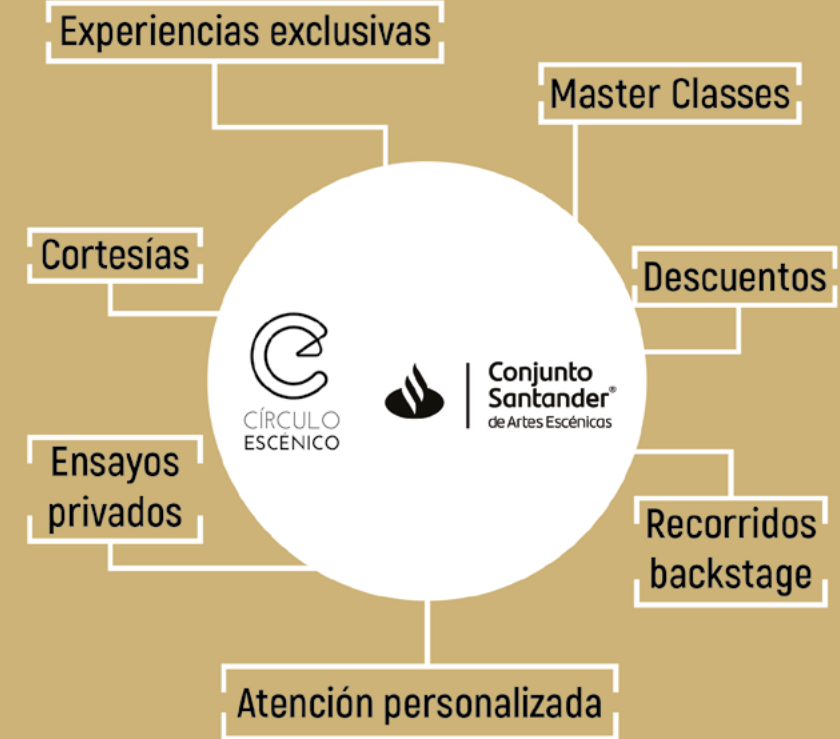 Experiencias exclusivas
Master Classes
Cortesías
Descuentos
CÍRCULO
ESCÉNICO
Conjunto
Santander®
de Artes Escénicas
Ensayos
privados
Recorridos
backstage
Atención personalizada